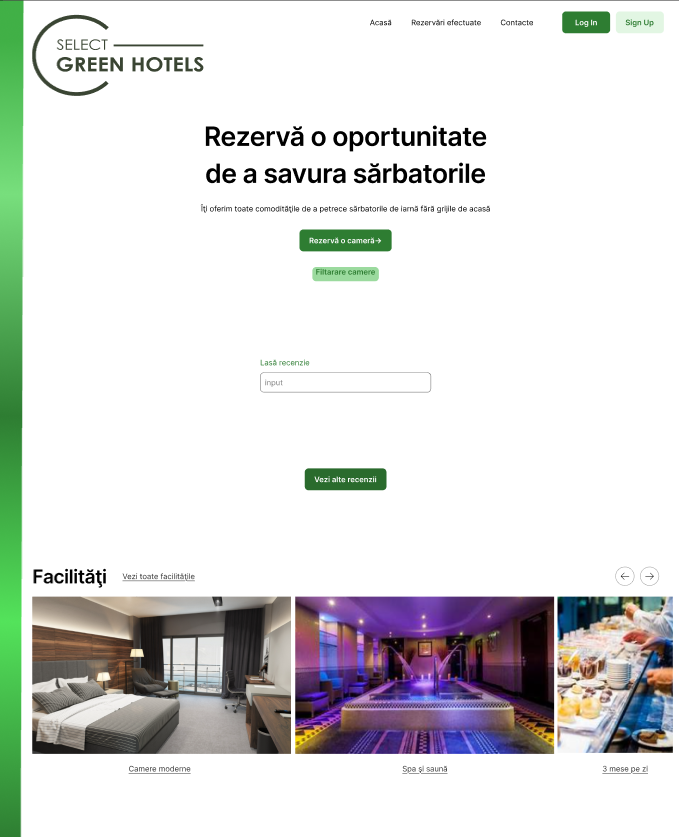 Acasă Rezervări efectuate Contacte Log In Sign Up
SELECT
GREEN HOTELS
Rezervă o oportunitate
de a savura sărbatorile
Îți oferim toate comoditățile de a petrece sărbatorile de iarnă fără grijile de acasă
Rezervă o cameră→
Filtarare camere
Lasă recenzie
input
Vezi alte recenzii
Facilităţi Vezi toate facilitățile ← →
Camere moderne Spa și saună 3 mese pe zi